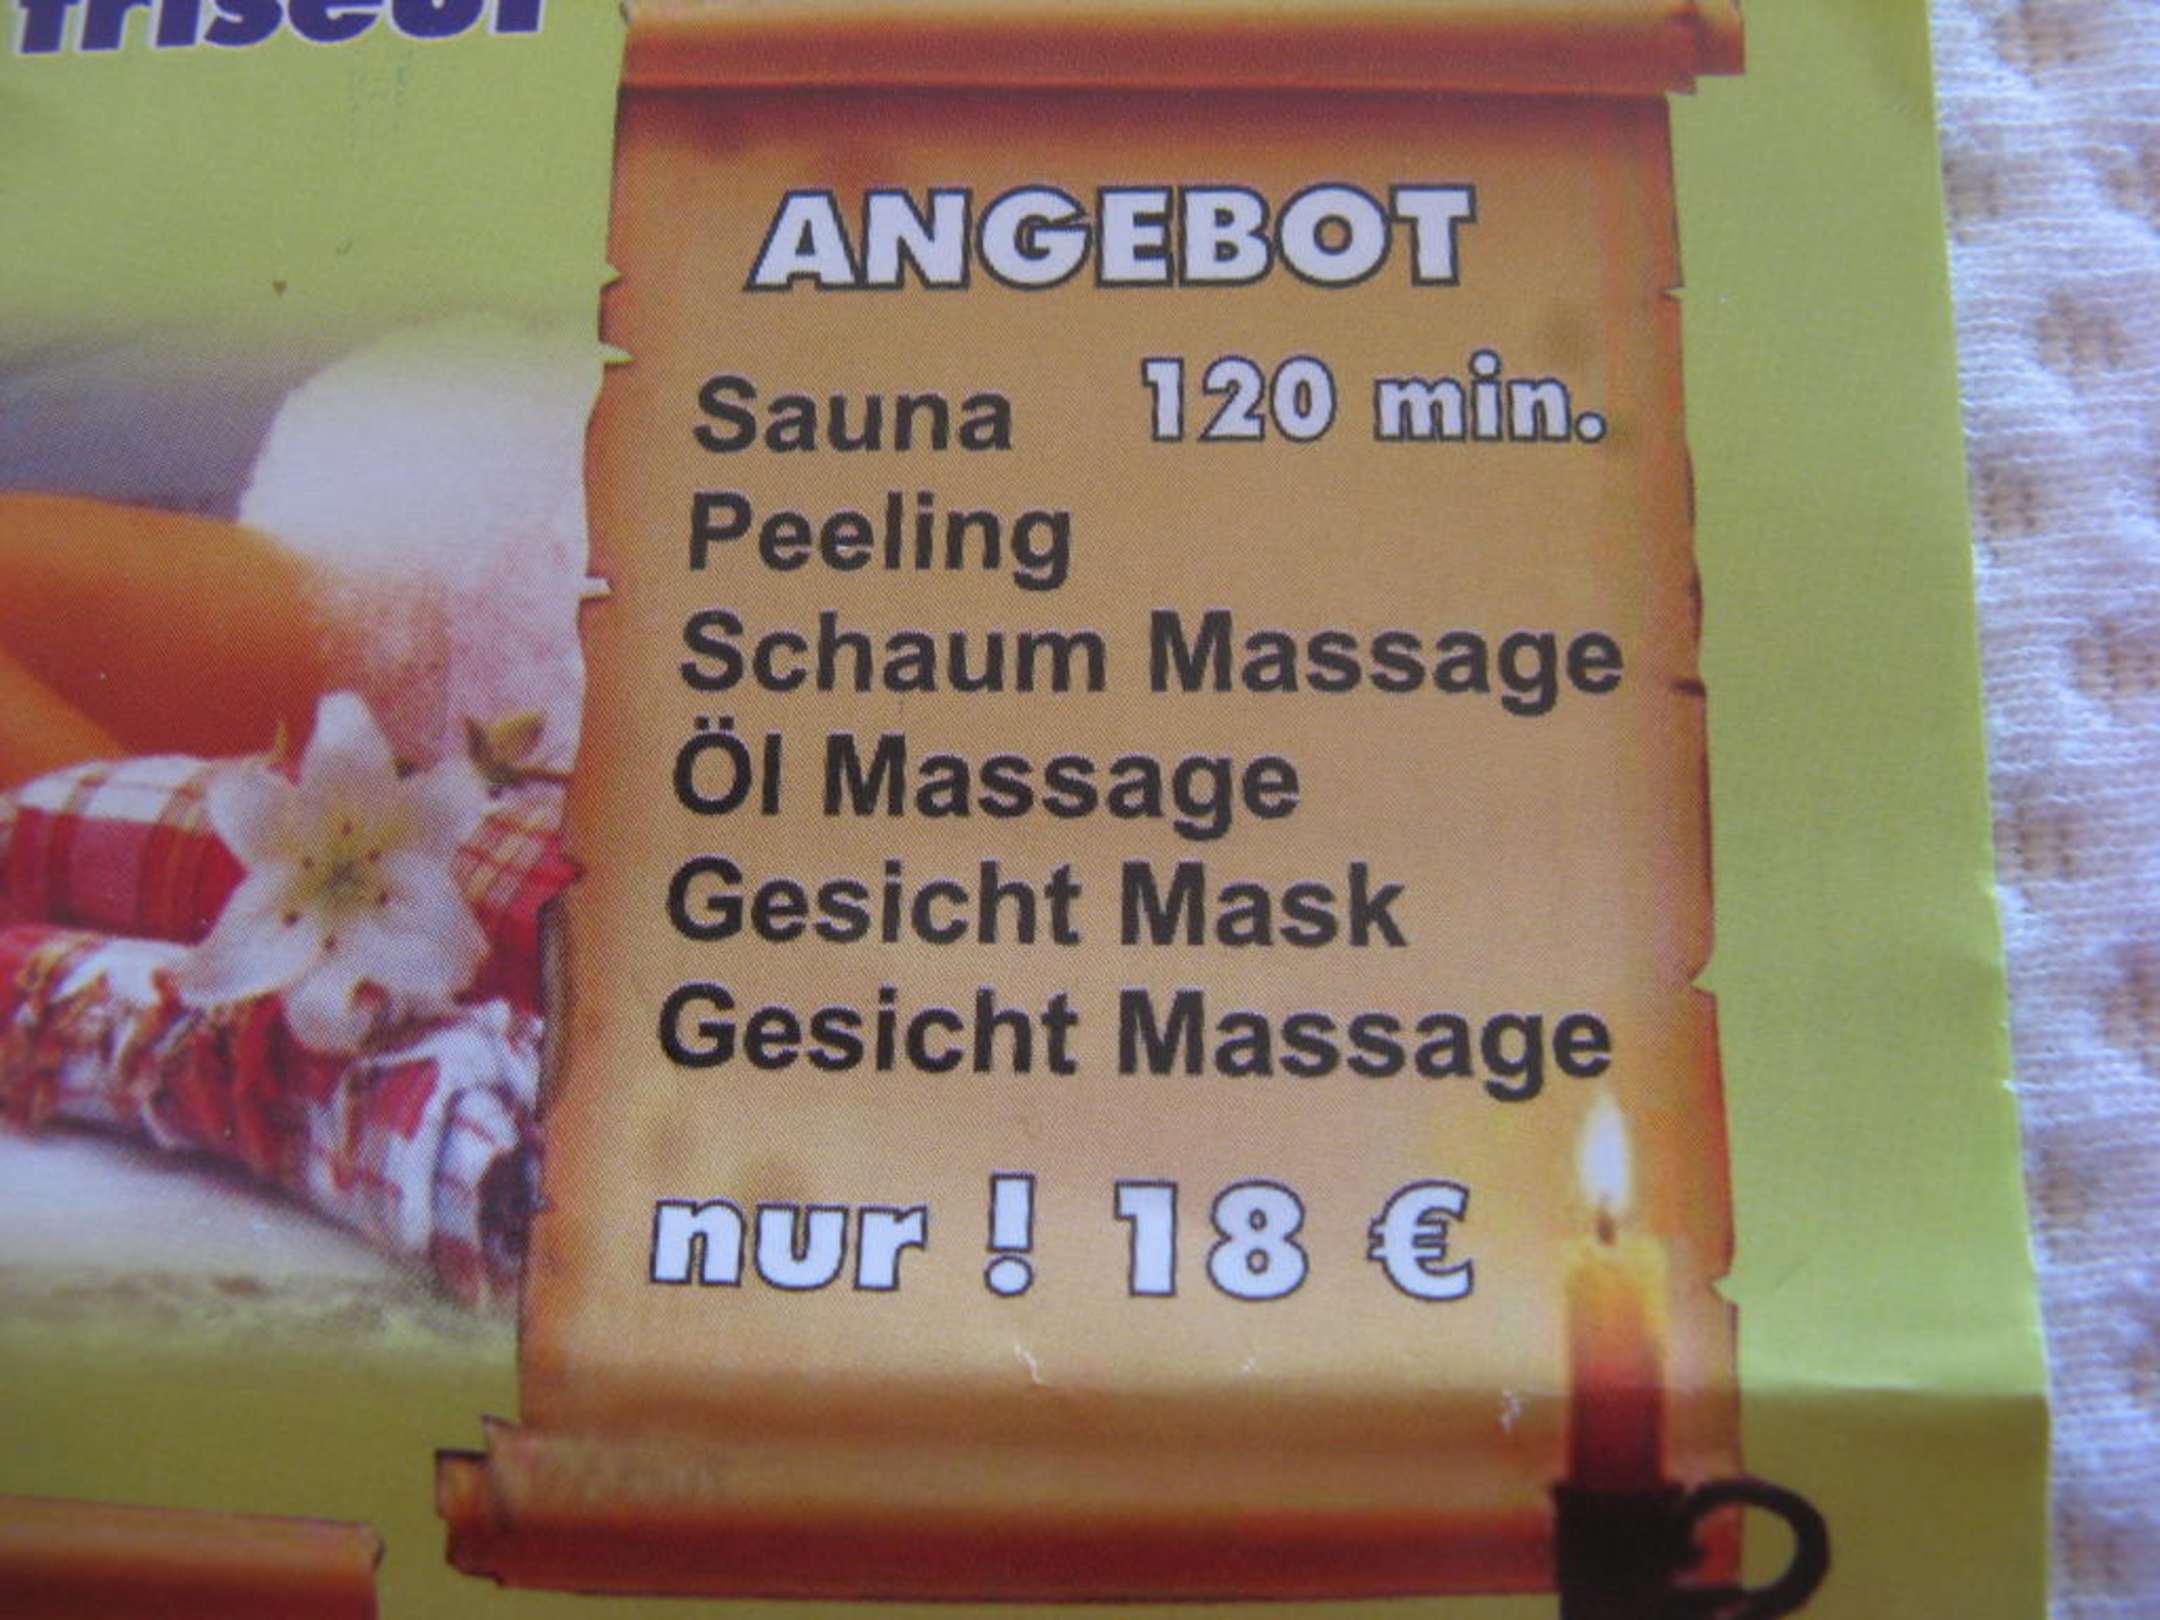 friseur
ANGEBOT
Sauna 120 min.
Peeling
Schaum Massage
Öl Massage
Gesicht Mask
Gesicht Massage
nur ! 18 €